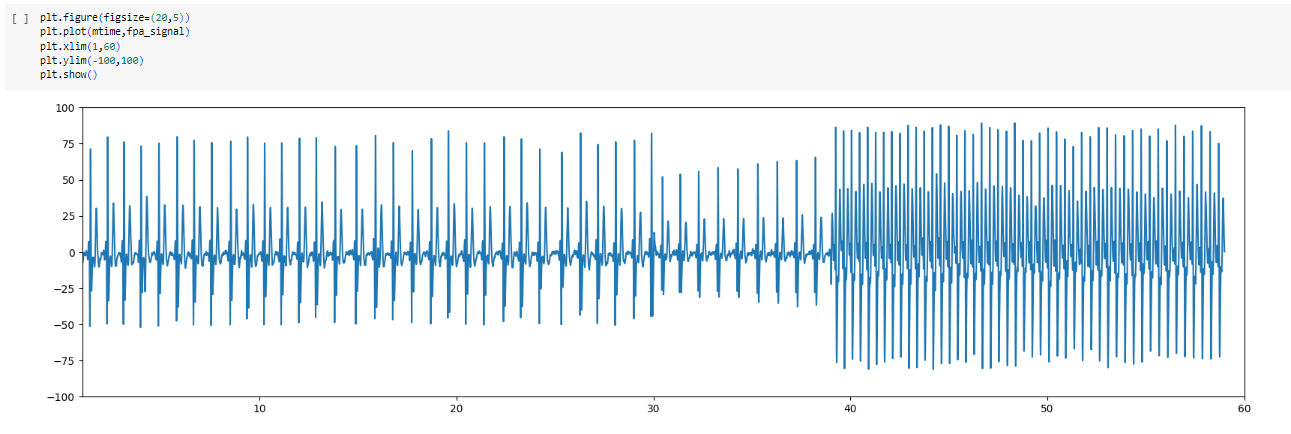 [ ] plt.figure(figsize=(20,5))
plt.plot(mtime,fpa_signal)
plt.xlim(1,60)
plt.ylim(-100,100)
plt.show()
100
75
50
25
0
−25
−50
−75
−100
10 20 30 40 50 60